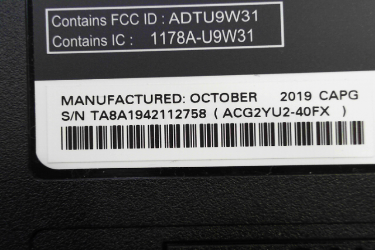 Contains FCC ID : ADTU9W31
Contains IC : 1178A-U9W31
MANUFACTURED: OCTOBER 2019 CAPG
S/N TA8A1942112758 ( ACG2YU2-40FX )